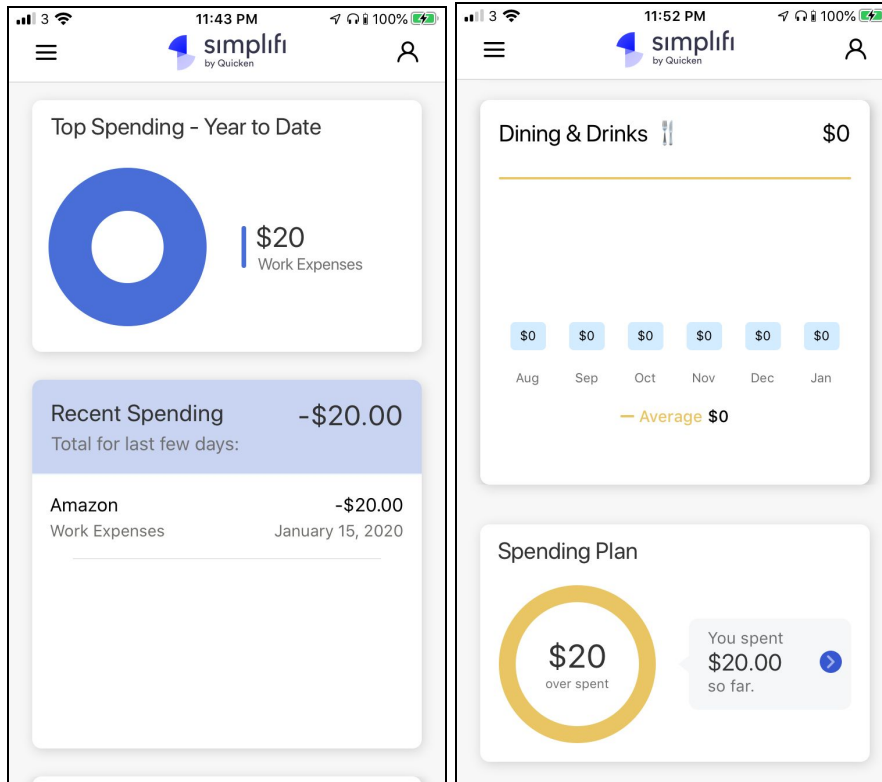 3 11:43 PM 100%
simplifi
by Quicken
Top Spending - Year to Date
$20
Work Expenses
Recent Spending -$20.00
Total for last few days:
Amazon -$20.00
Work Expenses January 15, 2020
3 11:52 PM 100%
simplifi
by Quicken
Dining & Drinks $0
$0 $0 $0 $0 $0 $0
Aug Sep Oct Nov Dec Jan
Average $0
Spending Plan
$20
over spent
You spent
$20.00
so far.